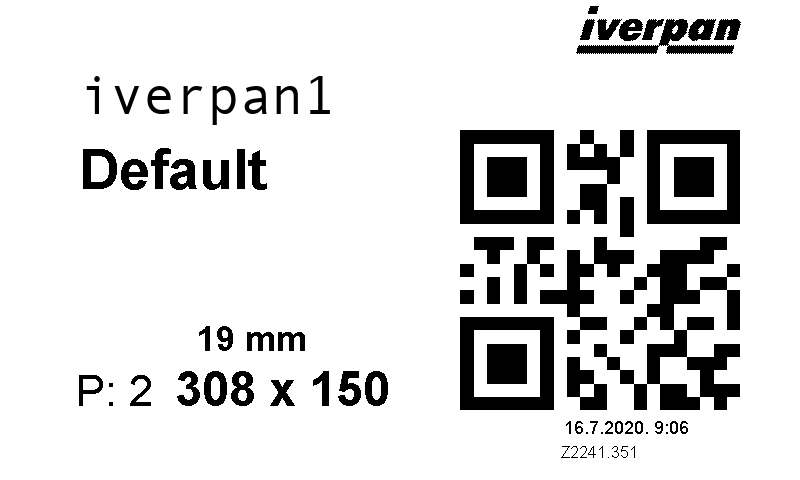 iverpan
iverpan1
Default
19 mm
P: 2 308 x 150
16.7.2020. 9:06
Z2241.351